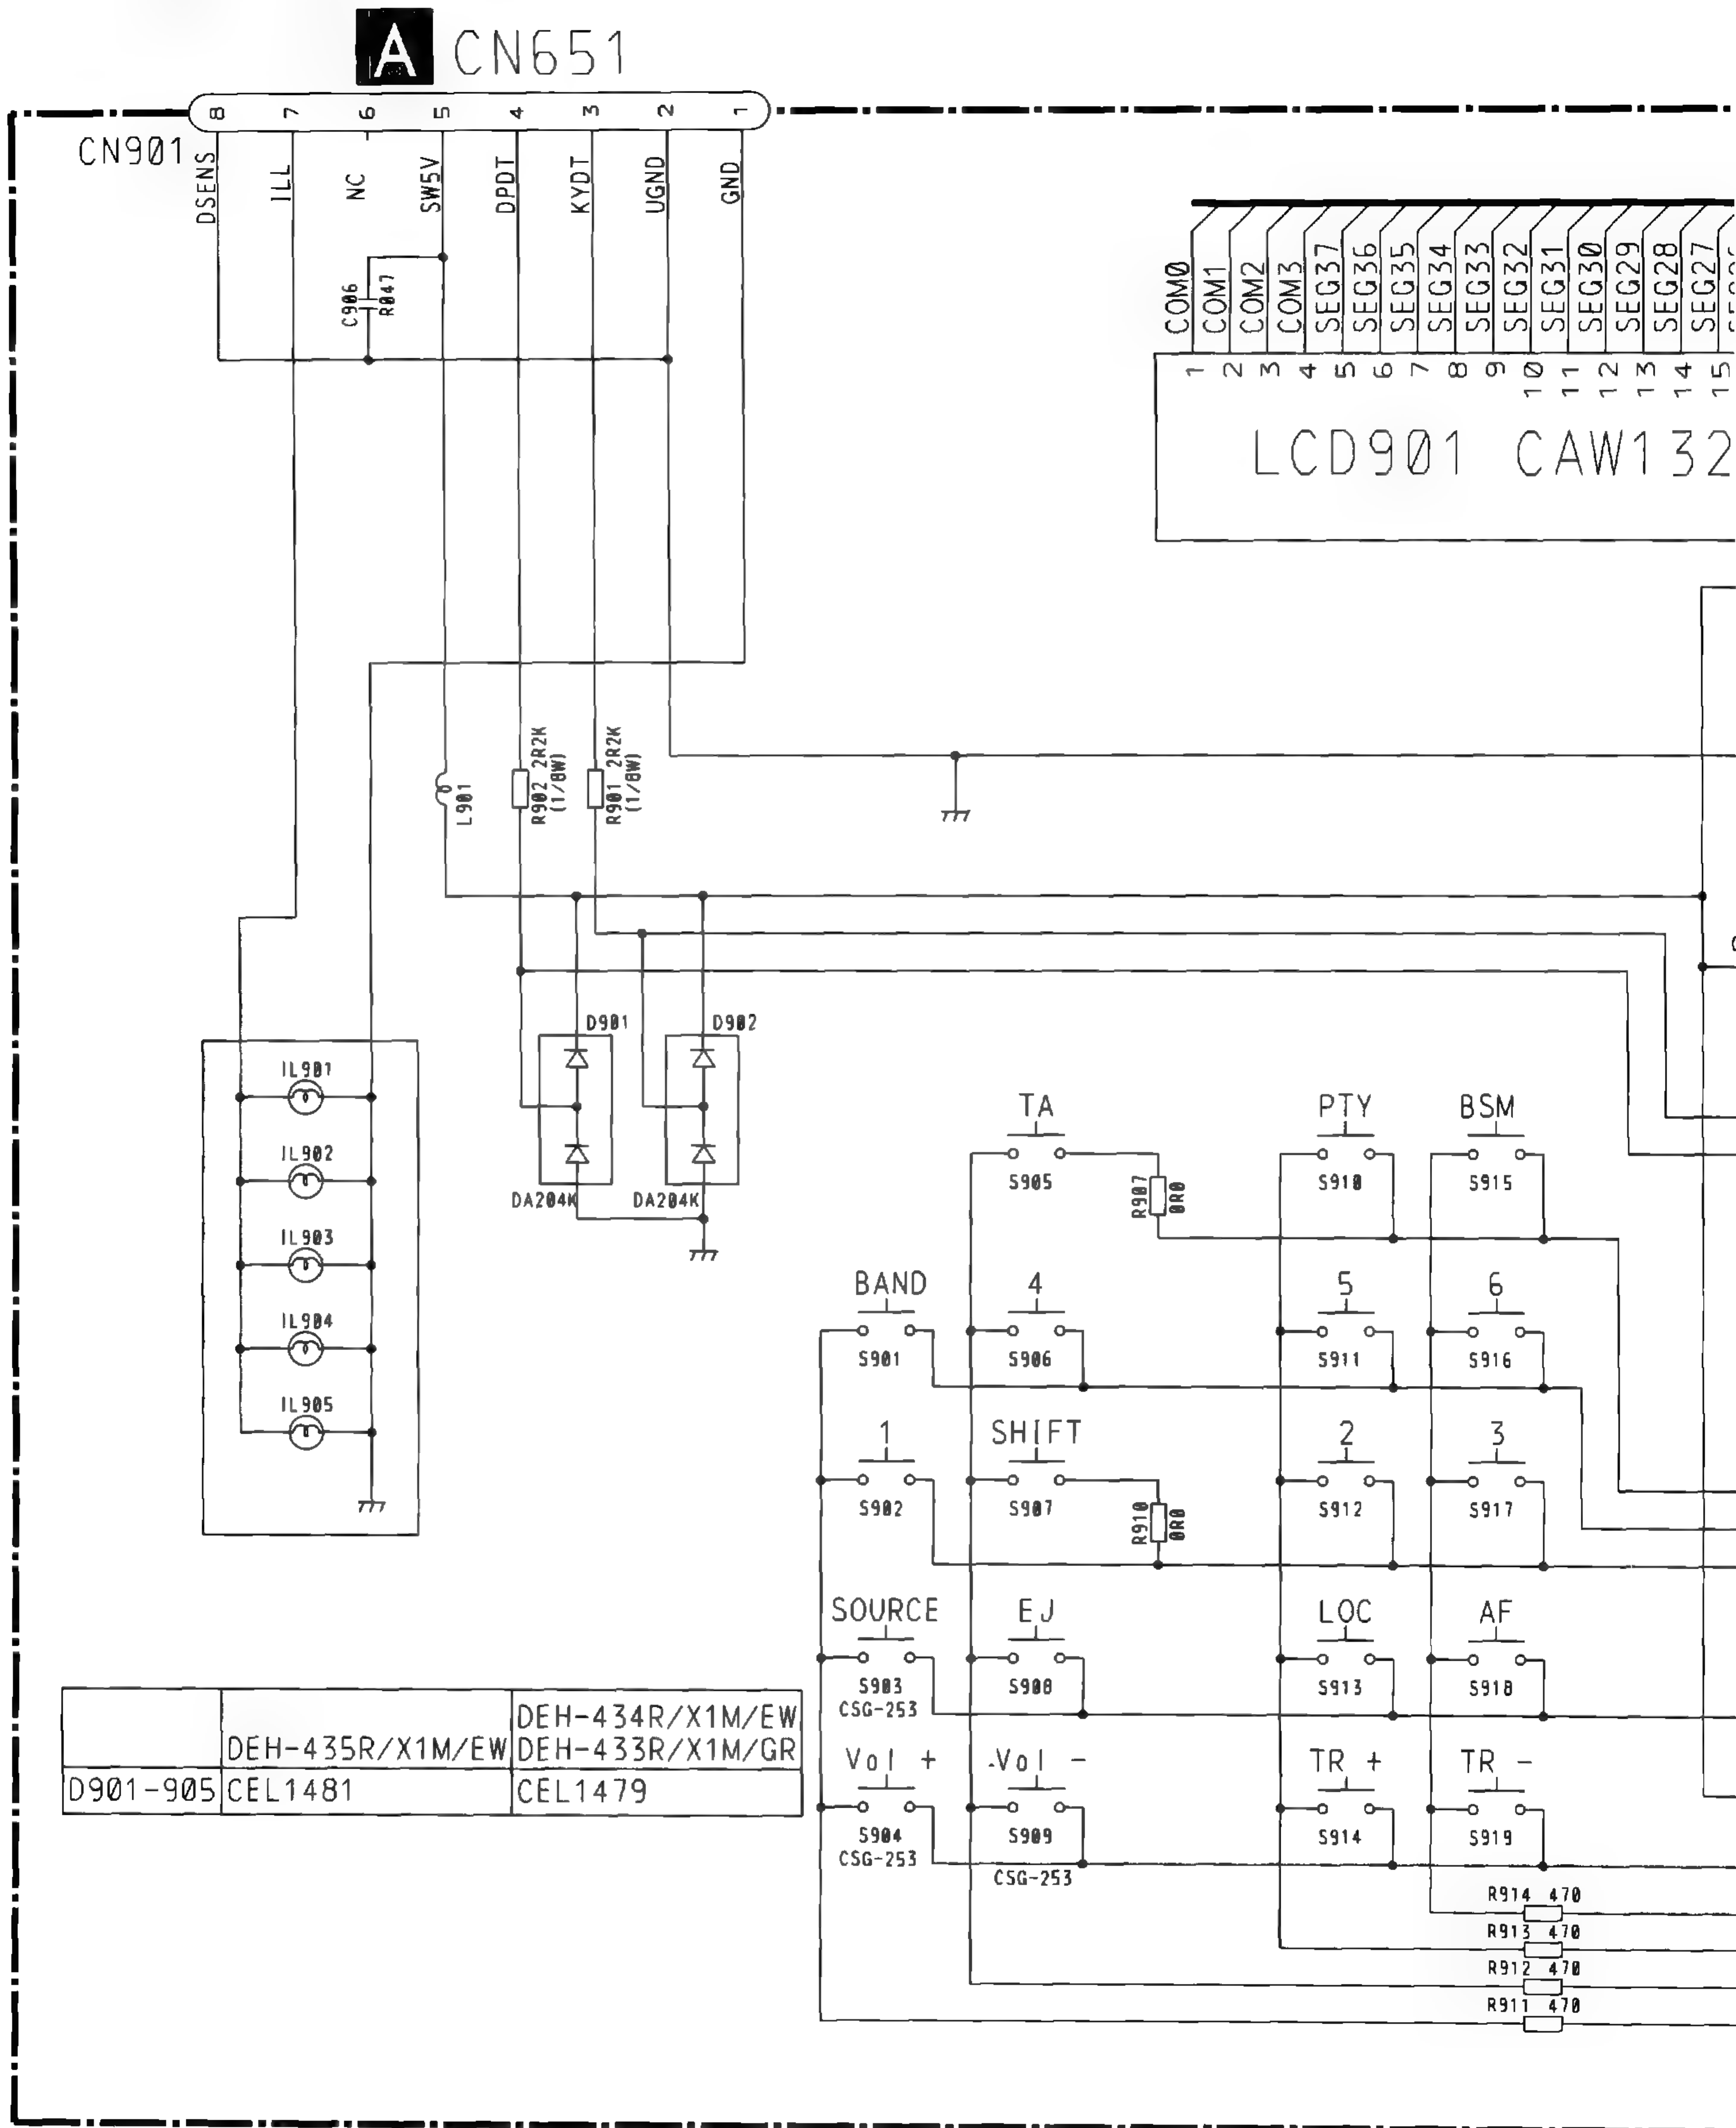 A CN651
8 7 6 5 4 3 2 1
CN901
DSENS
ILL
NC
SW5V
DPDT
KYDT
UGND
GND
C906
R047
COM0
COM1
COM2
COM3
SEG37
SEG36
SEG35
SEG34
SEG33
SEG32
SEG31
SEG30
SEG29
SEG28
SEG27
1 2 3 4 5 6 7 8 9 10 11 12 13 14 15
LCD901 CAW132
L901
R902 2R2K
(1/8W)
R901 2R2K
(1/8W)
D901
D902
DA204K
DA204K
IL901
IL902
IL903
IL904
IL905
TA
S905
R907
0R0
PTY
S910
BSM
S915
BAND
S901
4
S906
5
S911
6
S916
1
S902
SHIFT
S907
R910
0R0
2
S912
3
S917
SOURCE
S903
CSG-253
EJ
S908
LOC
S913
AF
S918
Vol +
S904
CSG-253
Vol -
S909
CSG-253
TR +
S914
TR -
S919
R914 470
R913 470
R912 470
R911 470
DEH-435R/X1M/EW
DEH-434R/X1M/EW
DEH-433R/X1M/GR
D901-905 CEL1481 CEL1479